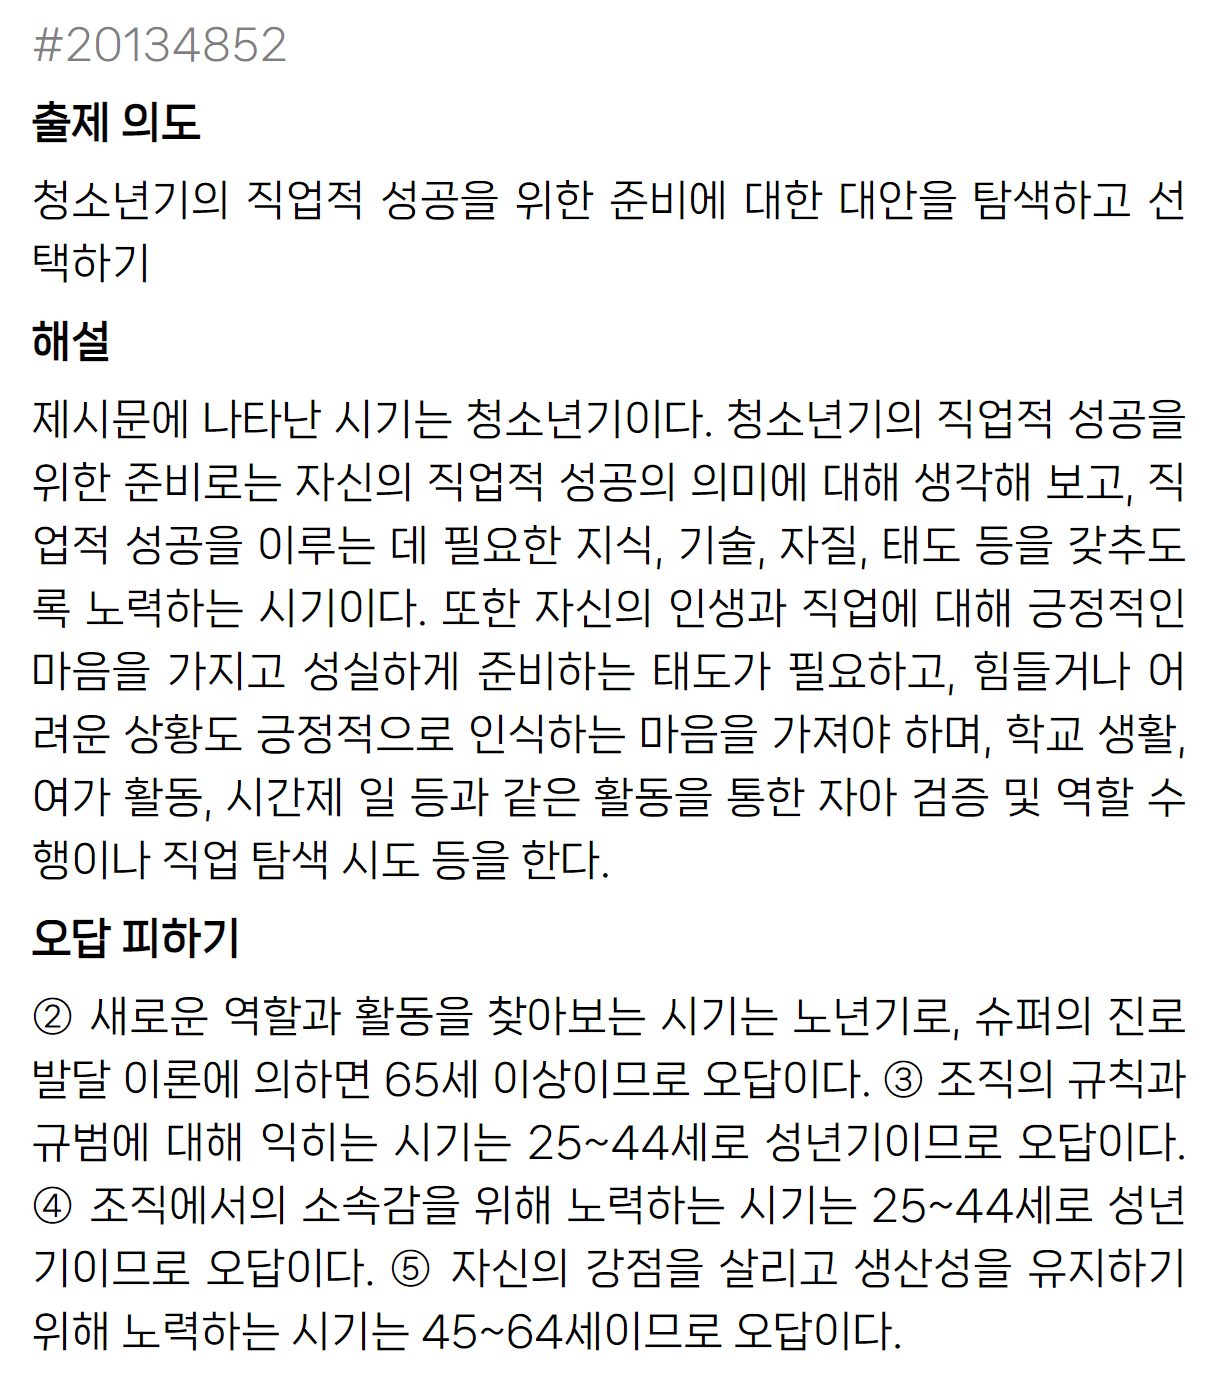 #20134852
출제 의도
청소년기의 직업적 성공을 위한 준비에 대한 대안을 탐색하고 선
택하기
해설
제시문에 나타난 시기는 청소년기이다. 청소년기의 직업적 성공을
위한 준비로는 자신의 직업적 성공의 의미에 대해 생각해 보고, 직
업적 성공을 이루는 데 필요한 지식, 기술, 자질, 태도 등을 갖추도
록 노력하는 시기이다. 또한 자신의 인생과 직업에 대해 긍정적인
마음을 가지고 성실하게 준비하는 태도가 필요하고, 힘들거나 어
려운 상황도 긍정적으로 인식하는 마음을 가져야 하며, 학교 생활,
여가 활동, 시간제 일 등과 같은 활동을 통한 자아 검증 및 역할 수
행이나 직업 탐색 시도 등을 한다.
오답 피하기
② 새로운 역할과 활동을 찾아보는 시기는 노년기로, 슈퍼의 진로
발달 이론에 의하면 65세 이상이므로 오답이다. ③ 조직의 규칙과
규범에 대해 익히는 시기는 25~44세로 성년기이므로 오답이다.
④ 조직에서의 소속감을 위해 노력하는 시기는 25~44세로 성년
기이므로 오답이다. ⑤ 자신의 강점을 살리고 생산성을 유지하기
위해 노력하는 시기는 45~64세이므로 오답이다.